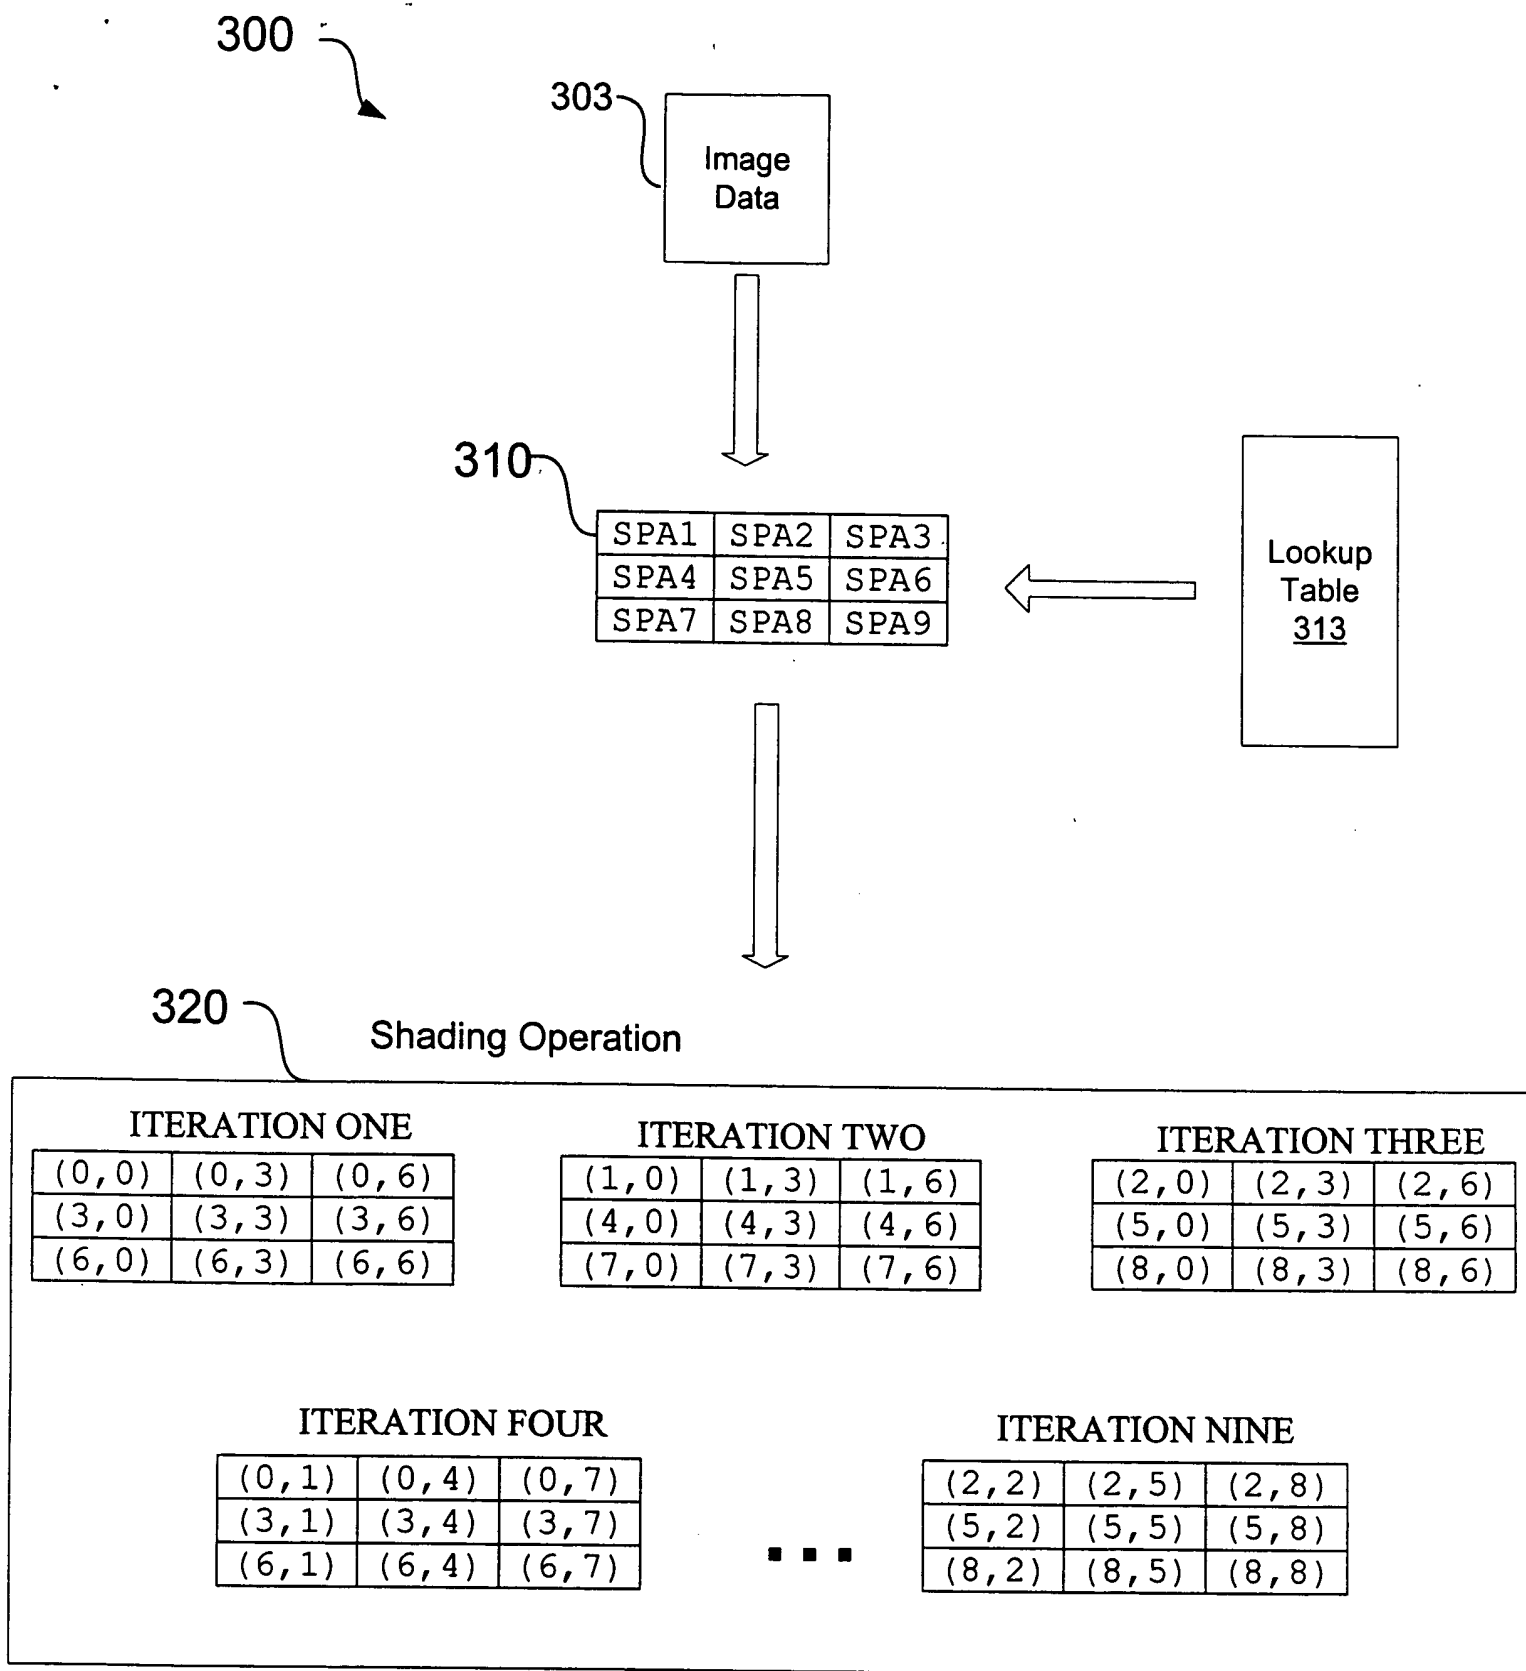 300
303
Image
Data
310
SPA1 SPA2 SPA3
SPA4 SPA5 SPA6
SPA7 SPA8 SPA9
Lookup
Table
313
320
Shading Operation
ITERATION ONE
(0,0) (0,3) (0,6)
(3,0) (3,3) (3,6)
(6,0) (6,3) (6,6)
ITERATION TWO
(1,0) (1,3) (1,6)
(4,0) (4,3) (4,6)
(7,0) (7,3) (7,6)
ITERATION THREE
(2,0) (2,3) (2,6)
(5,0) (5,3) (5,6)
(8,0) (8,3) (8,6)
ITERATION FOUR
(0,1) (0,4) (0,7)
(3,1) (3,4) (3,7)
(6,1) (6,4) (6,7)
...
ITERATION NINE
(2,2) (2,5) (2,8)
(5,2) (5,5) (5,8)
(8,2) (8,5) (8,8)